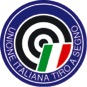 UNIONE ITALIANA TIRO A SEGNO